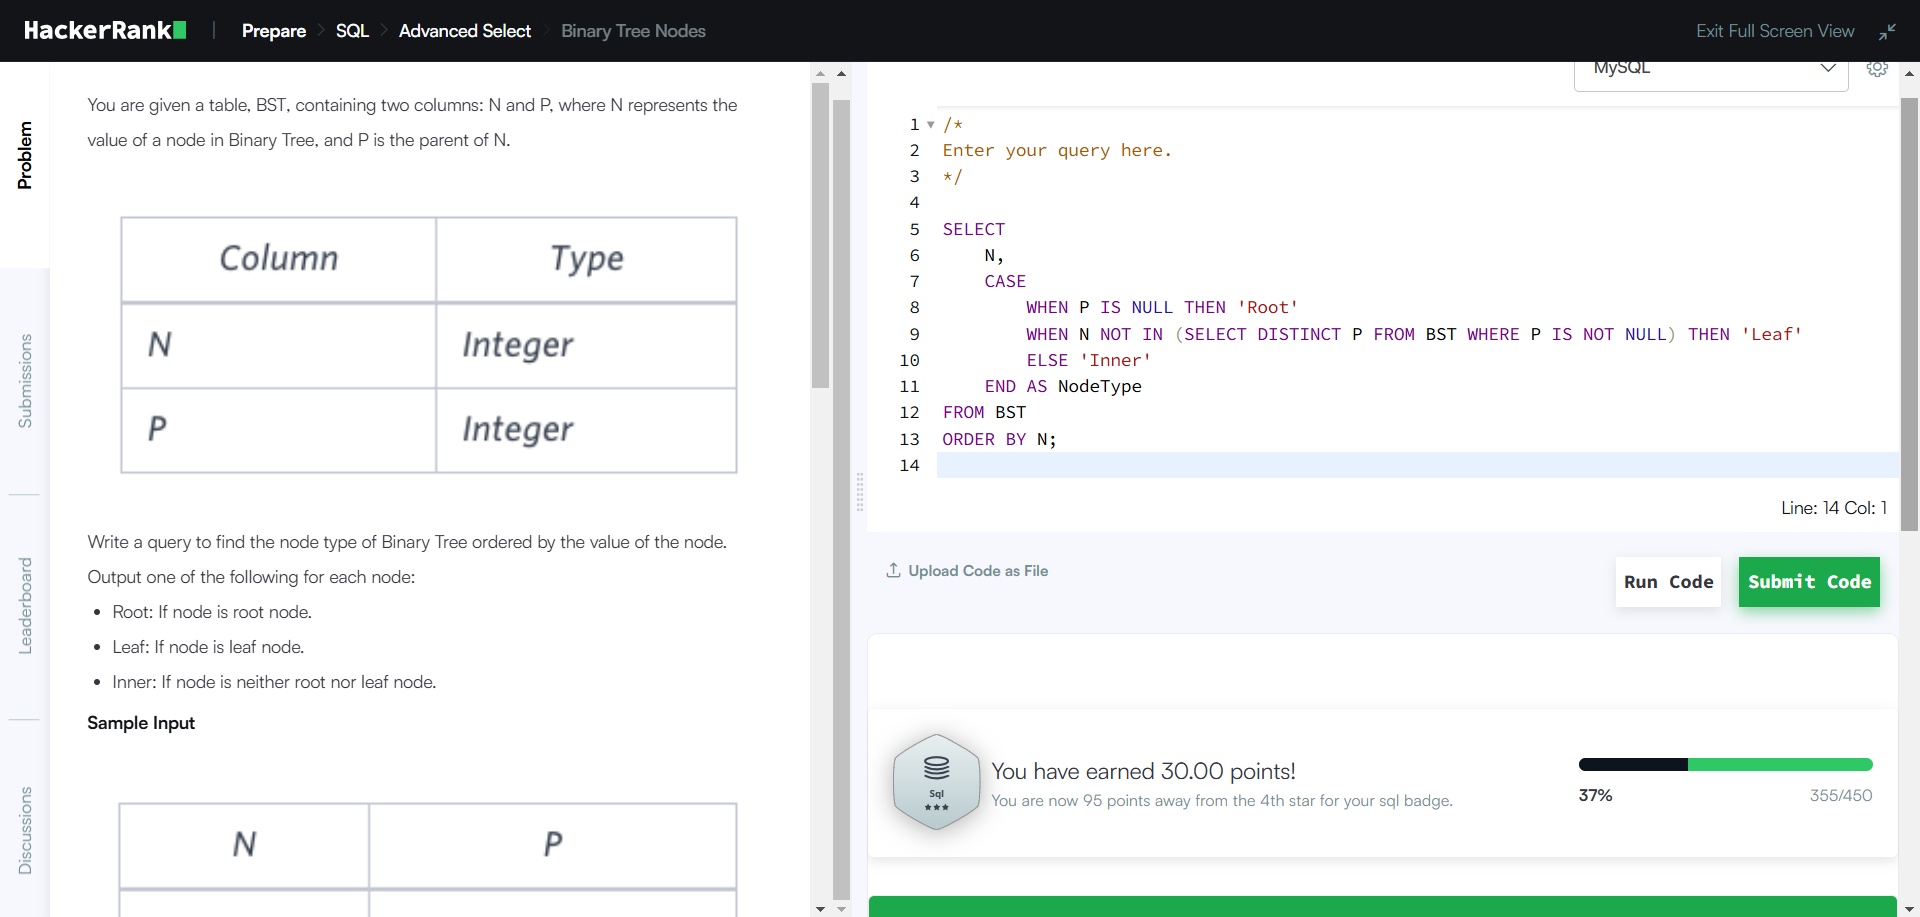 HackerRank | Prepare > SQL > Advanced Select > Binary Tree Nodes
Exit Full Screen View
Problem
Submissions
Leaderboard
Discussions
You are given a table, BST, containing two columns: N and P, where N represents the
value of a node in Binary Tree, and P is the parent of N.
Column Type
N Integer
P Integer
Write a query to find the node type of Binary Tree ordered by the value of the node.
Output one of the following for each node:
• Root: If node is root node.
• Leaf: If node is leaf node.
• Inner: If node is neither root nor leaf node.
Sample Input
N P
MySQL
1 /*
2 Enter your query here.
3 */
4
5 SELECT
6     N,
7     CASE
8         WHEN P IS NULL THEN 'Root'
9         WHEN N NOT IN (SELECT DISTINCT P FROM BST WHERE P IS NOT NULL) THEN 'Leaf'
10         ELSE 'Inner'
11     END AS NodeType
12 FROM BST
13 ORDER BY N;
14
Line: 14 Col: 1
Upload Code as File
Run Code
Submit Code
Sql
★★★
You have earned 30.00 points!
You are now 95 points away from the 4th star for your sql badge.
37%
355/450